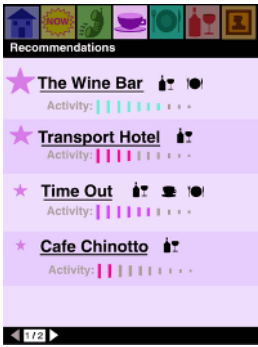 NOW
Recommendations
The Wine Bar
Activity:
Transport Hotel
Activity:
Time Out
Activity:
Cafe Chinotto
Activity:
1/2